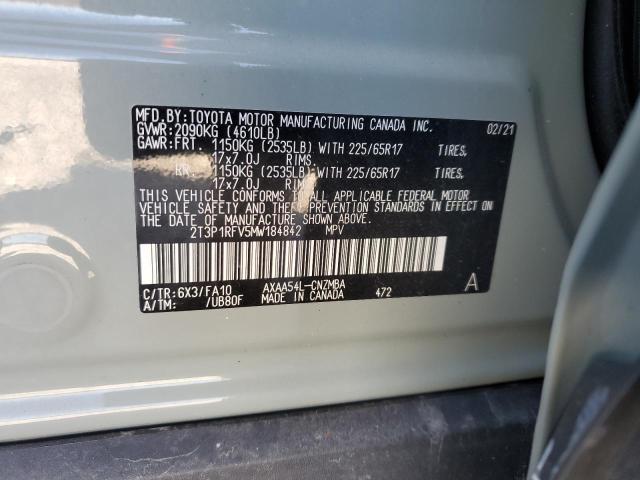 MFD.BY:TOYOTA MOTOR MANUFACTURING CANADA INC. 02/21
GVWR:2090KG (4610LB)
GAWR:FRT. 1150KG (2535LB) WITH 225/65R17 TIRES,
17x7.0J RIMS.
RR. 1150KG (2535LB) WITH 225/65R17 TIRES,
17x7.0J RIMS.
THIS VEHICLE CONFORMS TO ALL APPLICABLE FEDERAL MOTOR
VEHICLE SAFETY AND THEFT PREVENTION STANDARDS IN EFFECT
ON THE DATE OF MANUFACTURE SHOWN ABOVE.
2T3P1RFV5MW184842 MPV
C/TR:6X3/FA10 AXAA54L-CNZMBA
A/TM: /UB80F MADE IN CANADA 472 A